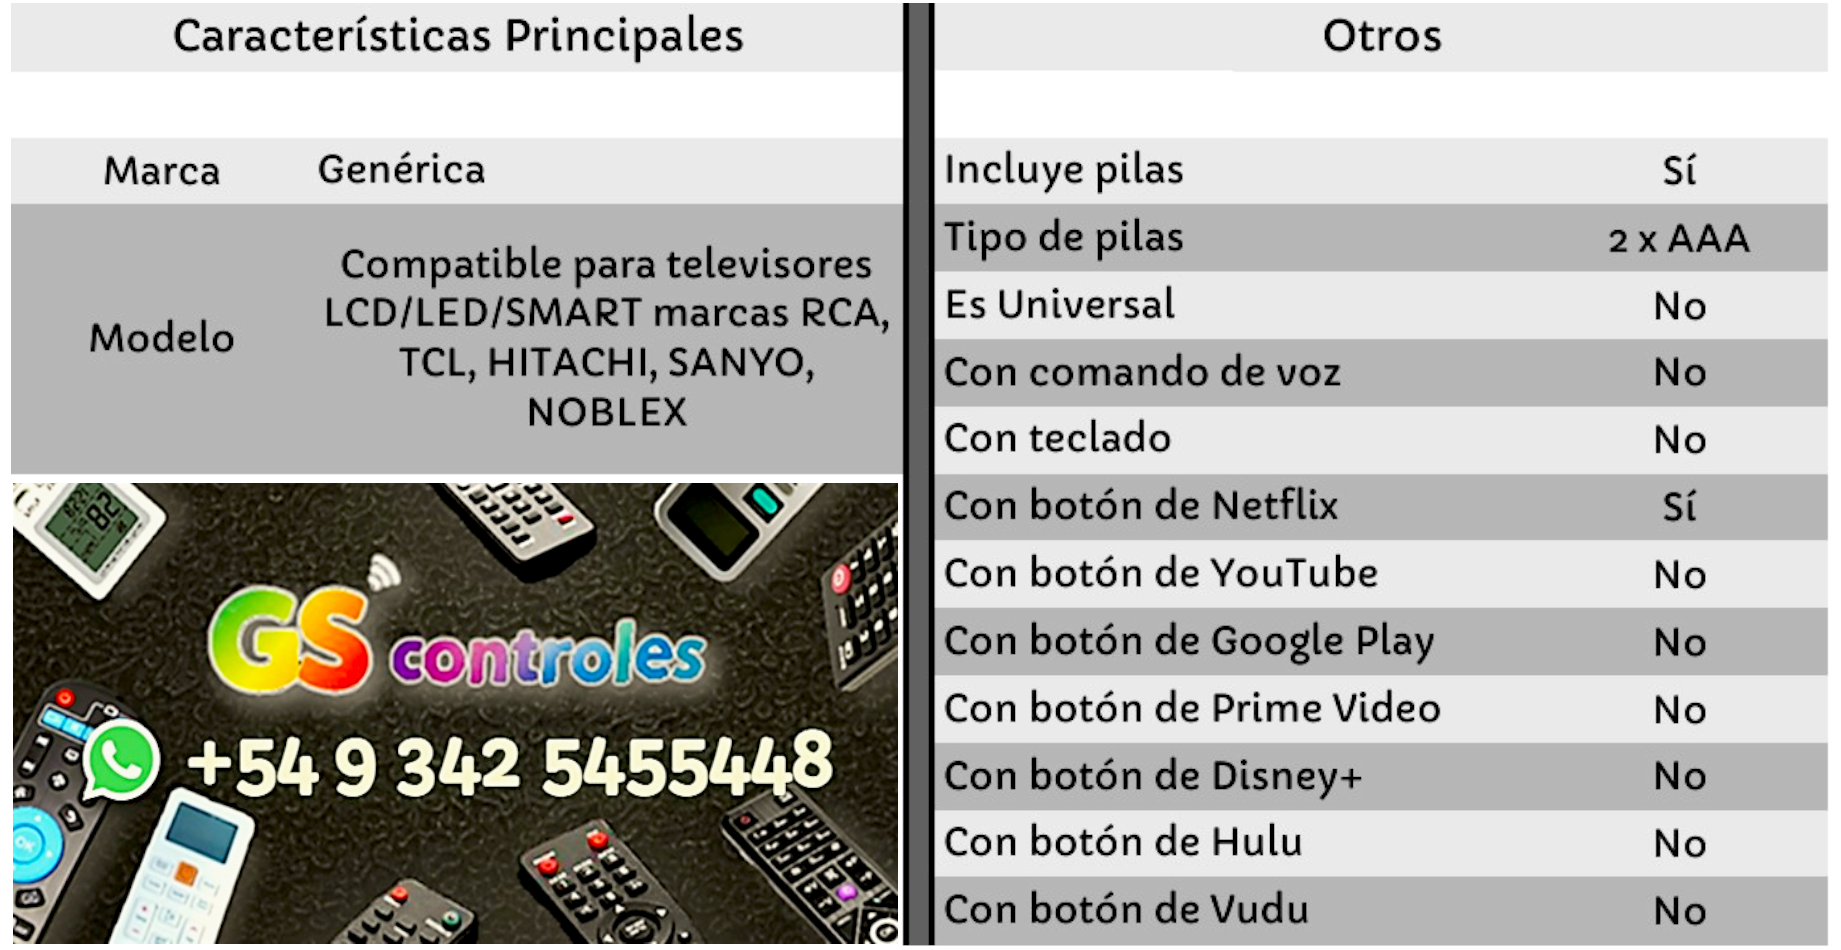 Características Principales
Marca Genérica
Modelo
Compatible para televisores
LCD/LED/SMART marcas RCA,
TCL, HITACHI, SANYO,
NOBLEX
GS controles
+54 9 342 5455448
Otros
Incluye pilas Sí
Tipo de pilas 2 x AAA
Es Universal No
Con comando de voz No
Con teclado No
Con botón de Netflix Sí
Con botón de YouTube No
Con botón de Google Play No
Con botón de Prime Video No
Con botón de Disney+ No
Con botón de Hulu No
Con botón de Vudu No